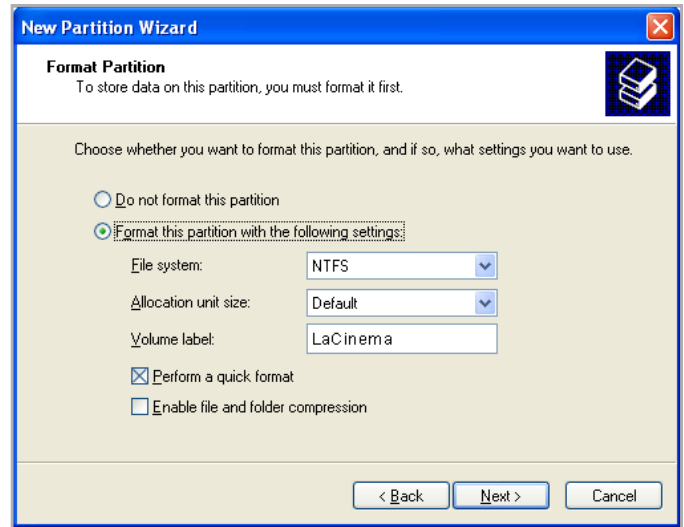 New Partition Wizard
Format Partition
To store data on this partition, you must format it first.
Choose whether you want to format this partition, and if so, what settings you want to use.
Do not format this partition
Format this partition with the following settings:
File system: NTFS
Allocation unit size: Default
Volume label: LaCinema
Perform a quick format
Enable file and folder compression
< Back Next > Cancel